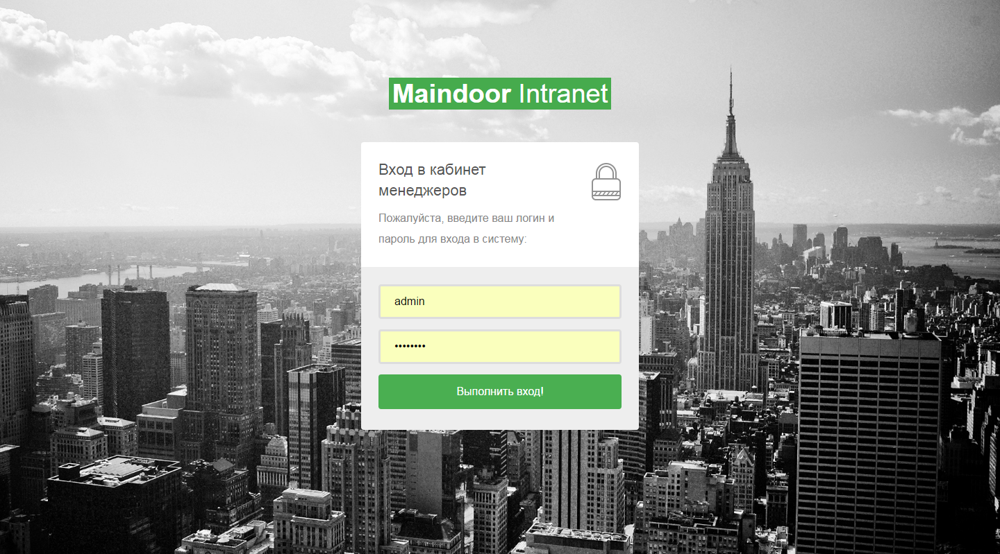 Maindoor Intranet
Вход в кабинет
менеджеров
Пожалуйста, введите ваш логин и
пароль для входа в систему:
admin
••••••••
Выполнить вход!